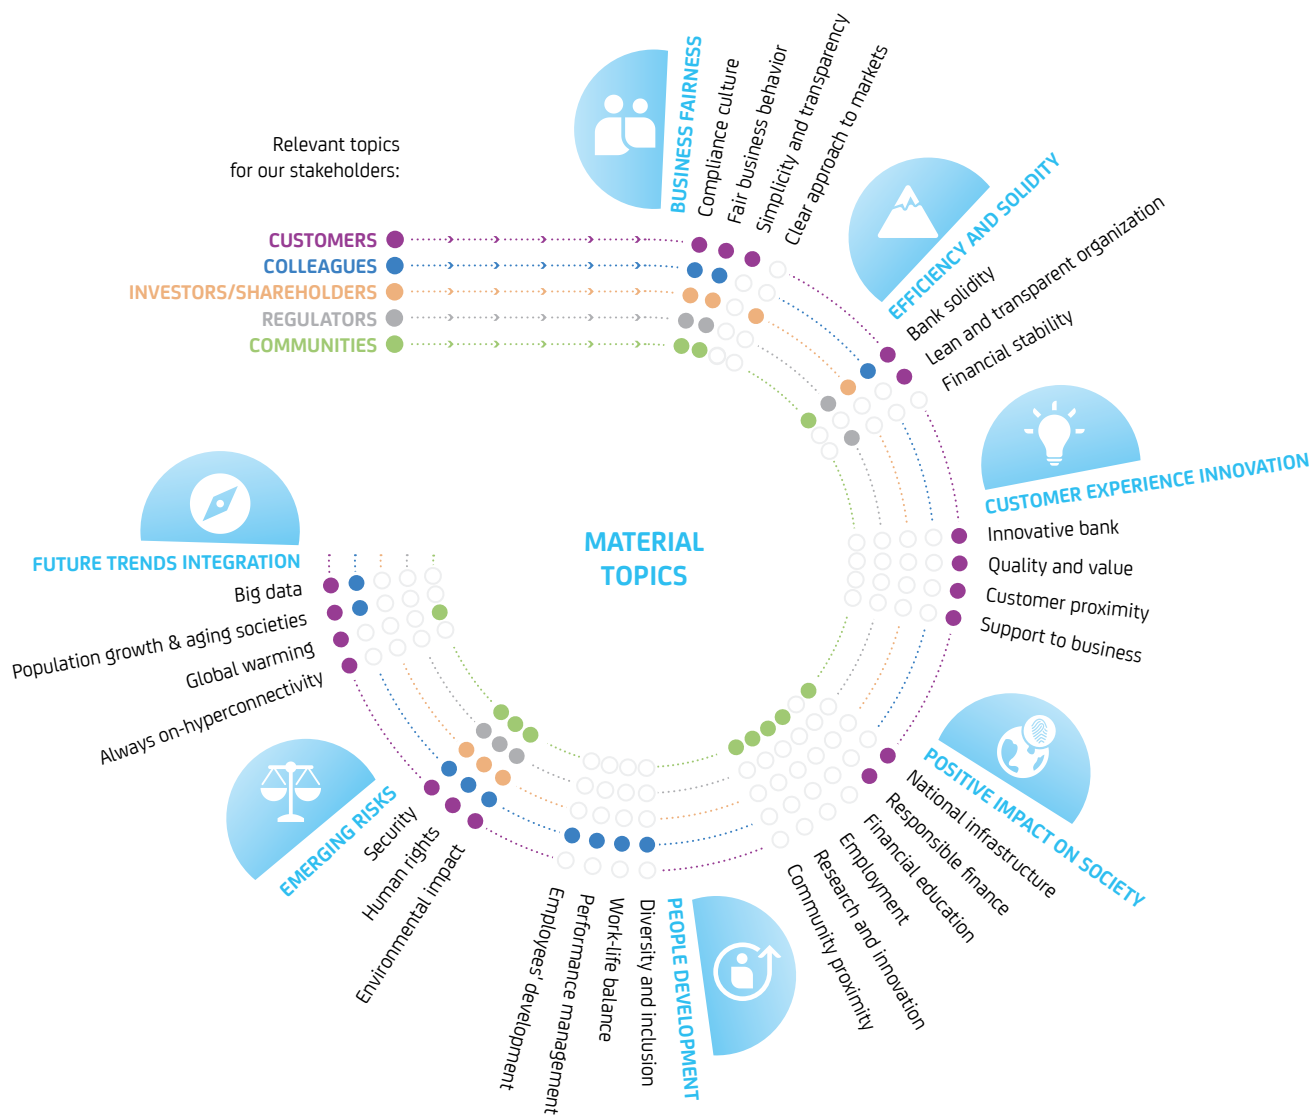 Relevant topics
for our stakeholders:
CUSTOMERS
COLLEAGUES
INVESTORS/SHAREHOLDERS
REGULATORS
COMMUNITIES
MATERIAL
TOPICS
BUSINESS FAIRNESS
Compliance culture
Fair business behavior
Simplicity and transparency
Clear approach to markets
EFFICIENCY AND SOLIDITY
Bank solidity
Lean and transparent organization
Financial stability
CUSTOMER EXPERIENCE INNOVATION
Innovative bank
Quality and value
Customer proximity
Support to business
POSITIVE IMPACT ON SOCIETY
National infrastructure
Responsible finance
Financial education
Employment
Research and innovation
Community proximity
PEOPLE DEVELOPMENT
Diversity and inclusion
Work-life balance
Performance management
Employees' development
EMERGING RISKS
Environmental impact
Human rights
Security
FUTURE TRENDS INTEGRATION
Big data
Population growth & aging societies
Global warming
Always on-hyperconnectivity